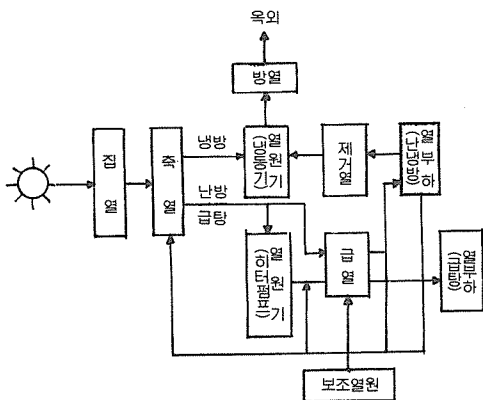 옥외
방열
집열
축열
냉방
난방
급탕
열원기
(냉동기)
제거열
열부하
(난냉방)
열원기
(히터펌프)
급열
열부하
(급탕)
보조열원